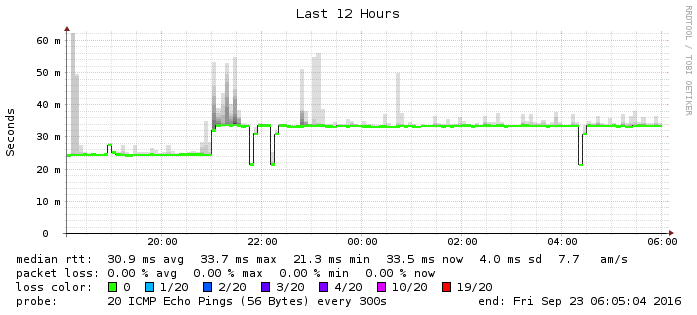 Last 12 Hours
RRDTOOL / TOBI OETIKER
Seconds
60 m
50 m
40 m
30 m
20 m
10 m
0
20:00 22:00 00:00 02:00 04:00 06:00
median rtt: 30.9 ms avg 33.7 ms max 21.3 ms min 33.5 ms now 4.0 ms sd 7.7 am/s
packet loss: 0.00 % avg 0.00 % max 0.00 % min 0.00 % now
loss color: 0 1/20 2/20 3/20 4/20 10/20 19/20
probe: 20 ICMP Echo Pings (56 Bytes) every 300s end: Fri Sep 23 06:05:04 2016